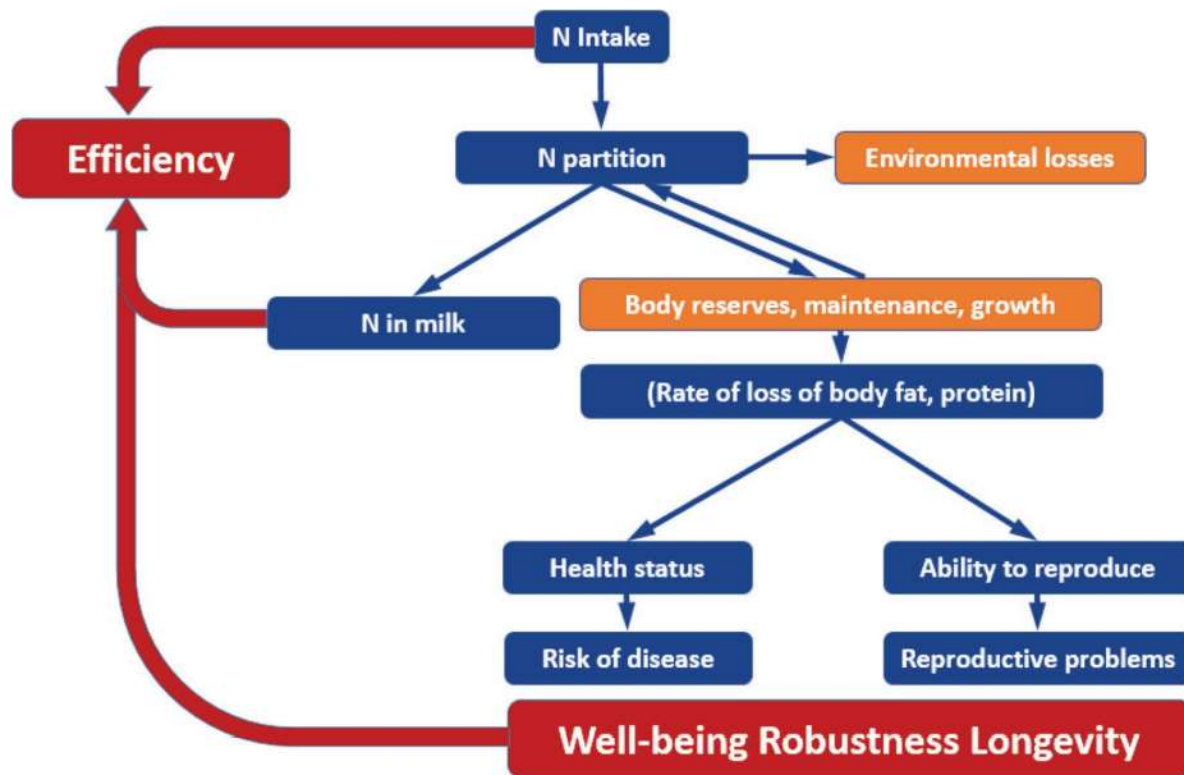 N Intake
Efficiency
N partition
Environmental losses
N in milk
Body reserves, maintenance, growth
(Rate of loss of body fat, protein)
Health status
Ability to reproduce
Risk of disease
Reproductive problems
Well-being Robustness Longevity